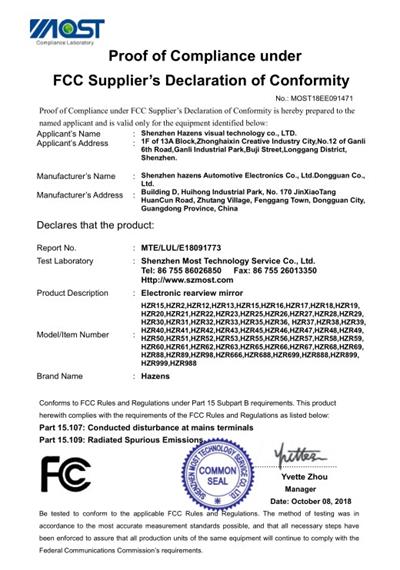 MOST
Compliance Laboratory
Proof of Compliance under
FCC Supplier's Declaration of Conformity
No.: MOST18EE091471
Proof of Compliance under FCC Supplier's Declaration of Conformity is hereby prepared to the
named applicant and is valid only for the equipment identified below:
Applicant's Name : Shenzhen Hazens visual technology co., LTD.
Applicant's Address : 1F of 13A Block,Zhonghaixin Creative Industry City,No.12 of Ganli
6th Road,Ganli Industrial Park,Buji Street,Longgang District,
Shenzhen.
Manufacturer's Name : Shenzhen hazens Automotive Electronics Co., Ltd.Dongguan Co.,
Ltd.
Manufacturer's Address : Building D, Huihong Industrial Park, No. 170 JinXiaoTang
HuanCun Road, Zhutang Village, Fenggang Town, Dongguan City,
Guangdong Province, China
Declares that the product:
Report No. : MTE/LUL/E18091773
Test Laboratory : Shenzhen Most Technology Service Co., Ltd.
Tel: 86 755 86026850 Fax: 86 755 26013350
Http://www.szmost.com
Product Description : Electronic rearview mirror
HZR15,HZR2,HZR12,HZR13,HZR15,HZR16,HZR17,HZR18,HZR19,
HZR20,HZR21,HZR22,HZR23,HZR25,HZR26,HZR27,HZR28,HZR29,
HZR30,HZR31,HZR32,HZR33,HZR35,HZR36, HZR37,HZR38,HZR39,
Model/Item Number : HZR40,HZR41,HZR42,HZR43,HZR45,HZR46,HZR47,HZR48,HZR49,
HZR50,HZR51,HZR52,HZR53,HZR55,HZR56,HZR57,HZR58,HZR59,
HZR60,HZR61,HZR62,HZR63,HZR65,HZR66,HZR67,HZR68,HZR69,
HZR88,HZR89,HZR98,HZR666,HZR688,HZR699,HZR888,HZR899,
HZR999,HZR988
Brand Name : Hazens
Conforms to FCC Rules and Regulations under Part 15 Subpart B requirements. This product
herewith complies with the requirements of the FCC Rules and Regulations as listed below:
Part 15.107: Conducted disturbance at mains terminals
Part 15.109: Radiated Spurious Emissions
FC
SHENZHEN MOST TECHNOLOGY SERVICE CO., LTD
COMMON
SEAL
Yvette Zhou
Manager
Date: October 08, 2018
Be tested to conform to the applicable FCC Rules and Regulations. The method of testing was in
accordance to the most accurate measurement standards possible, and that all necessary steps have
been enforced to assure that all production units of the same equipment will continue to comply with the
Federal Communications Commission's requirements.